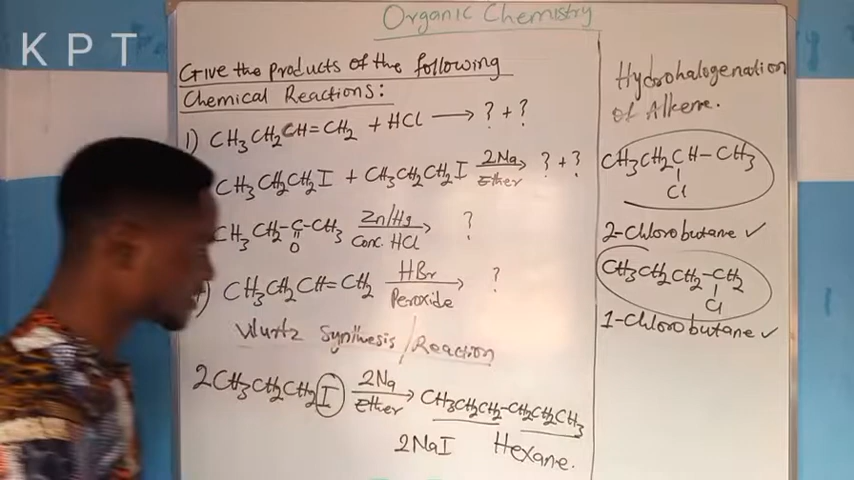 KPT
Organic Chemistry
Give the products of the following
Chemical Reactions:
1) CH3CH2CH=CH2 + HCl → ? + ?
CH3CH2CH2I + CH3CH2CH2I 2Na Ether → ? + ?
CH3CH2-C-CH3 Zn/Hg Conc. HCl → ?
O
CH3CH2CH=CH2 HBr Peroxide → ?
Wurtz Synthesis/Reaction
2CH3CH2CH2I 2Na Ether → CH3CH2CH2-CH2CH2CH3
2NaI Hexane.
Hydrohalogenation
of Alkene.
CH3CH2CH-CH3
Cl
2-Chlorobutane ✓
CH3CH2CH2-CH2
Cl
1-Chlorobutane ✓